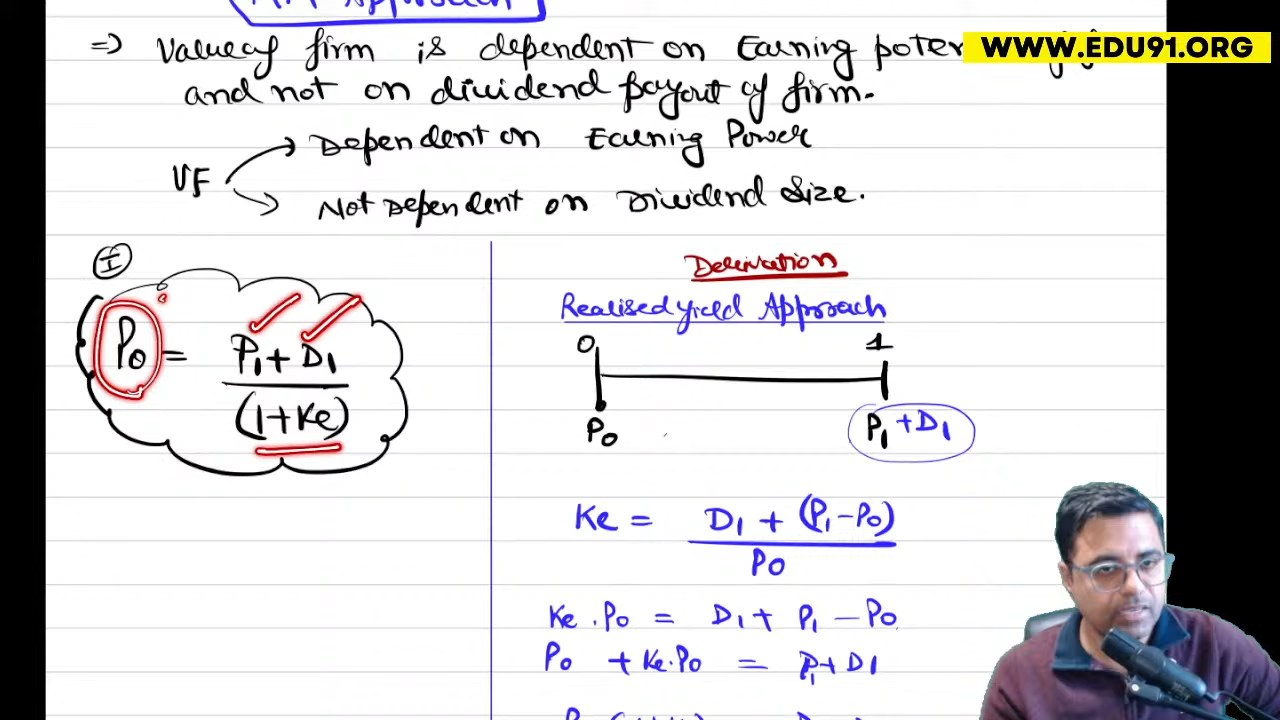 MM Approach
WWW.EDU91.ORG
=> Value of firm is dependent on Earning poten
and not on dividend payout of firm.
VF
Dependent on Earning Power
Not Dependent on Dividend Size.
I
P0 = P1 + D1
(1+Ke)
Derivation
Realised yield Approach
0 1
P0 P1 + D1
Ke = D1 + (P1 - P0)
P0
Ke . P0 = D1 + P1 - P0
P0 + Ke.P0 = P1 + D1